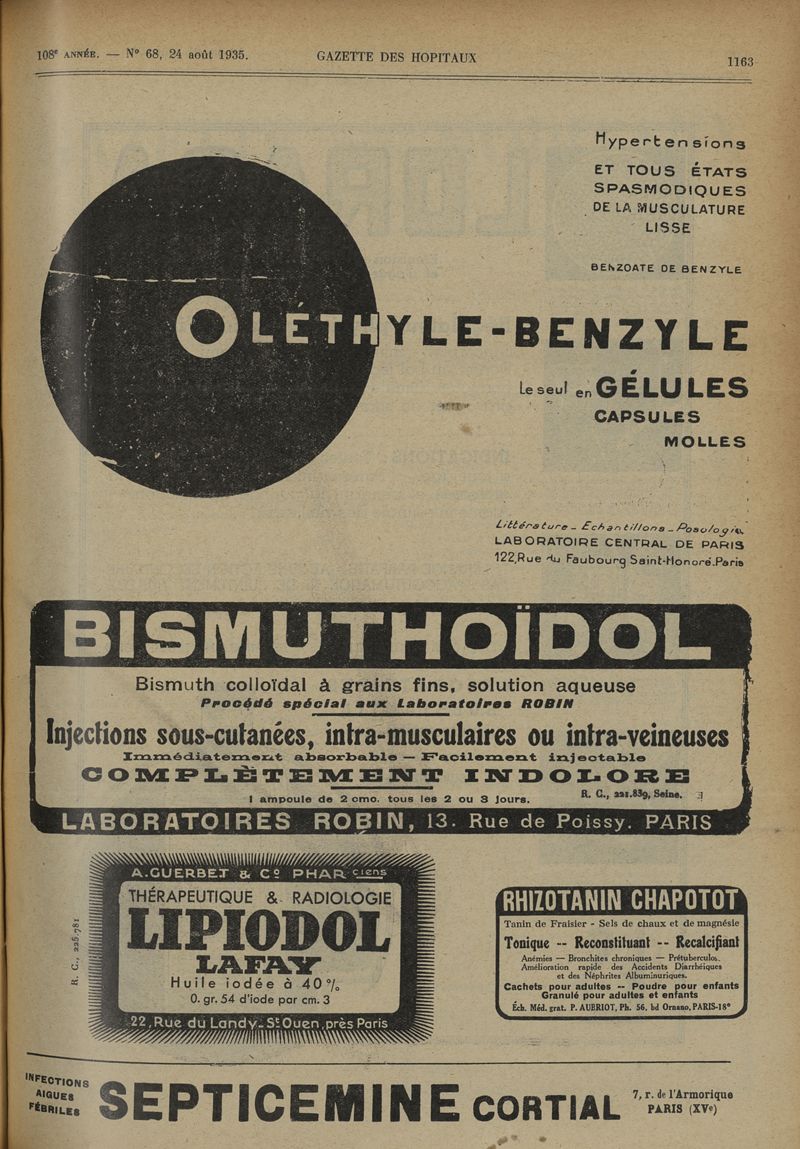 108e ANNÉE. — No 68, 24 août 1935.
GAZETTE DES HOPITAUX
1163
Hypertensions
ET TOUS ÉTATS
SPASMODIQUES
DE LA MUSCULATURE
LISSE
BENZOATE DE BENZYLE
OLÉTHYLE-BENZYLE
Le seul en GÉLULES
CAPSULES
MOLLES
Littérature _ Echantillons _ Posologie.
LABORATOIRE CENTRAL DE PARIS
122, Rue du Faubourg Saint-Honoré. Paris
BISMUTHOÏDOL
Bismuth colloïdal à grains fins, solution aqueuse
Procédé spécial aux Laboratoires ROBIN
Injections sous-cutanées, intra-musculaires ou intra-veineuses
Immédiatement absorbable — Facilement injectable
COMPLÈTEMENT INDOLORE
1 ampoule de 2 cmc. tous les 2 ou 3 jours.
R. C., 221.839, Seine.
LABORATOIRES ROBIN, 13. Rue de Poissy. PARIS
A. GUERBET & Co PHARciens
THÉRAPEUTIQUE & RADIOLOGIE
LIPIODOL
LAFAY
Huile iodée à 40%
0. gr. 54 d'iode par cm. 3
22, Rue du Landy_ St Ouen, près Paris
R. C., 226.781
RHIZOTANIN CHAPOTOT
Tanin de Fraisier - Sels de chaux et de magnésie
Tonique -- Reconstituant -- Recalcifiant
Anémies — Bronchites chroniques — Prétuberculos.
Amélioration rapide des Accidents Diarrhéiques
et des Néphrites Albuminuriques.
Cachets pour adultes -- Poudre pour enfants
Granulé pour adultes et enfants
Éch. Méd. grat. P. AUBRIOT, Ph. 56, bd Ornano, PARIS-18e
INFECTIONS
AIGUES
FÉBRILES
SEPTICEMINE CORTIAL
7, r. de l'Armorique
PARIS (XVe)